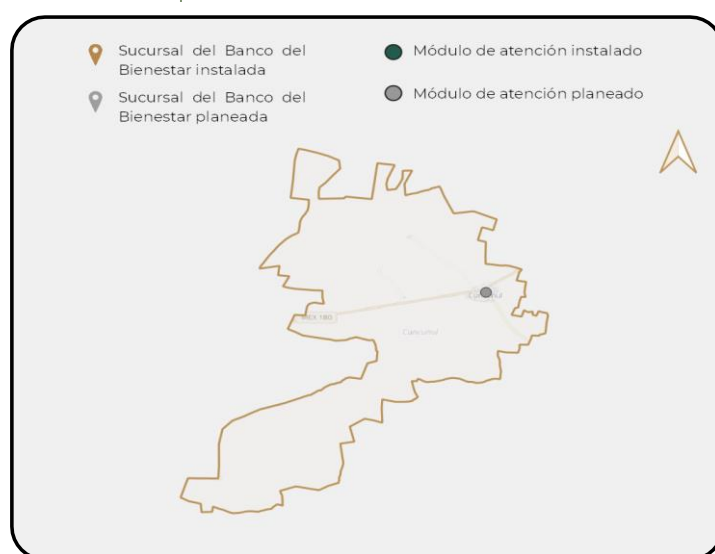 Sucursal del Banco del
Bienestar instalada
Sucursal del Banco del
Bienestar planeada
Módulo de atención instalado
Módulo de atención planeado
MEX 180
Cuncunul